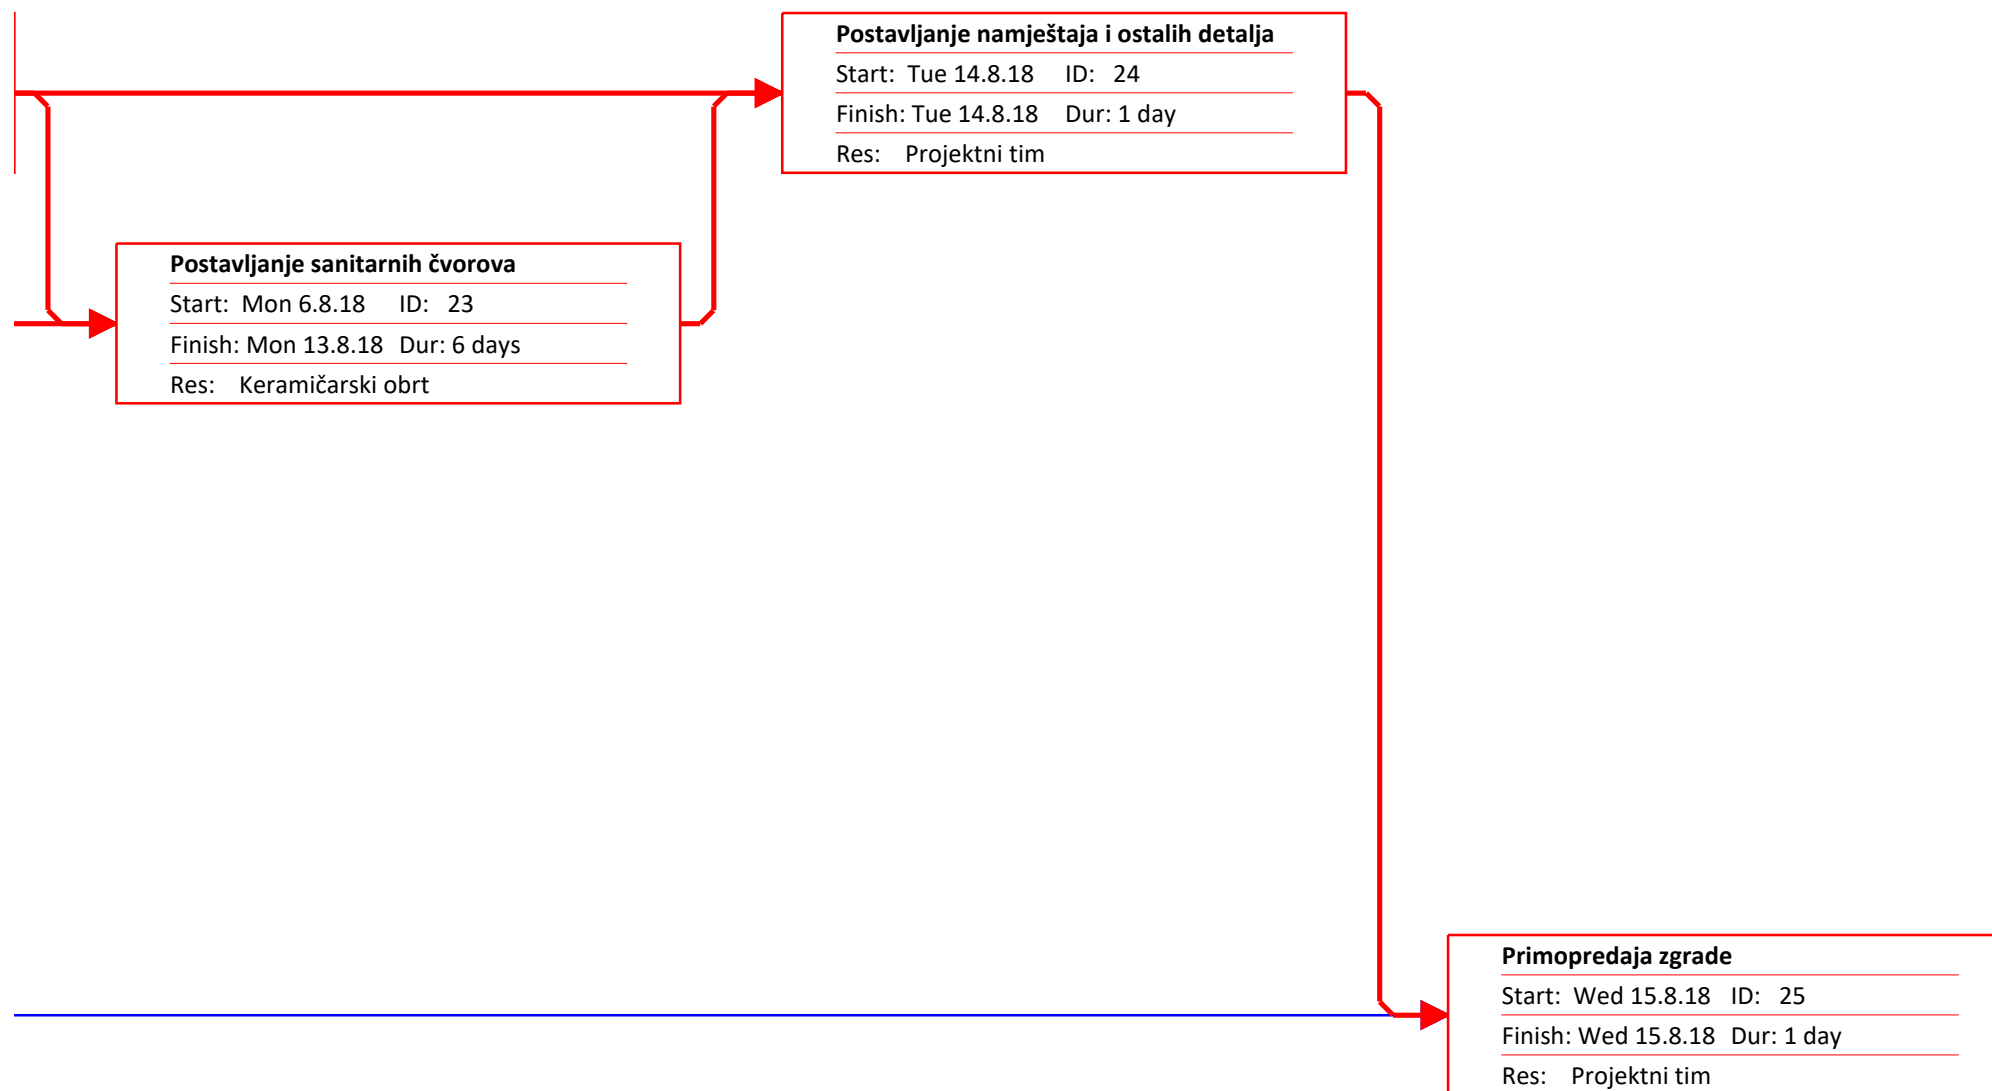 Postavljanje namještaja i ostalih detalja
Start: Tue 14.8.18 ID: 24
Finish: Tue 14.8.18 Dur: 1 day
Res: Projektni tim
Postavljanje sanitarnih čvorova
Start: Mon 6.8.18 ID: 23
Finish: Mon 13.8.18 Dur: 6 days
Res: Keramičarski obrt
Primopredaja zgrade
Start: Wed 15.8.18 ID: 25
Finish: Wed 15.8.18 Dur: 1 day
Res: Projektni tim